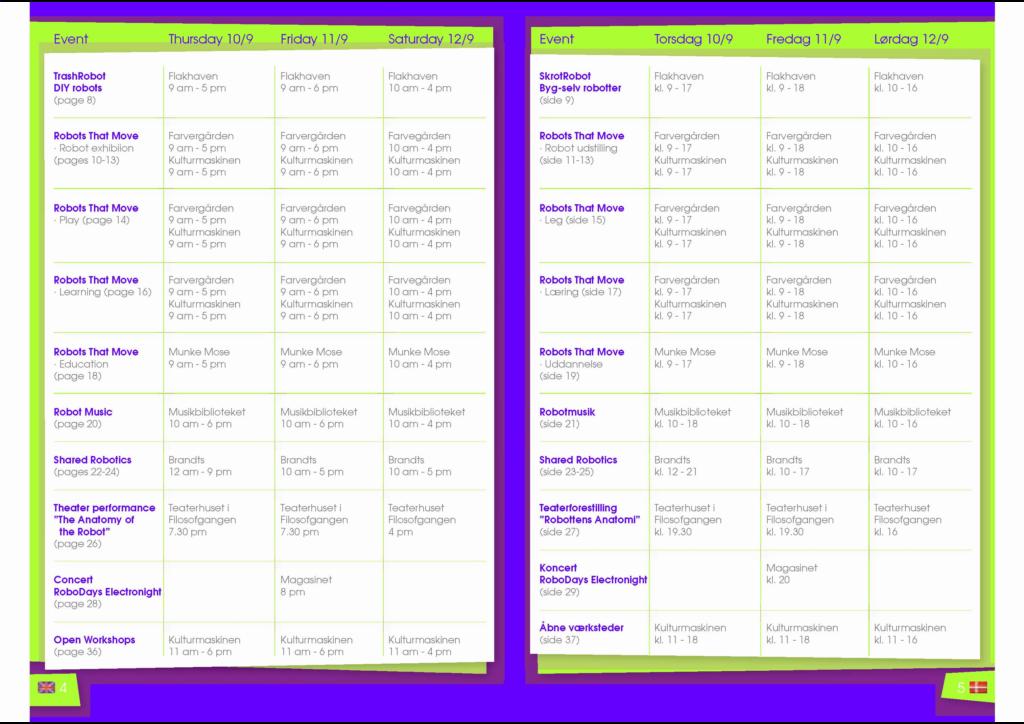 Event Thursday 10/9 Friday 11/9 Saturday 12/9
TrashRobot Flakhaven Flakhaven Flakhaven
DIY robots 9 am - 5 pm 9 am - 6 pm 10 am - 4 pm
(page 8)
Robots That Move Farvergården Farvergården Farvegården
· Robot exhibiion 9 am - 5 pm 9 am - 6 pm 10 am - 4 pm
(pages 10-13) Kulturmaskinen Kulturmaskinen Kulturmaskinen
9 am - 5 pm 9 am - 6 pm 10 am - 4 pm
Robots That Move Farvergården Farvergården Farvegården
· Play (page 14) 9 am - 5 pm 9 am - 6 pm 10 am - 4 pm
Kulturmaskinen Kulturmaskinen Kulturmaskinen
9 am - 5 pm 9 am - 6 pm 10 am - 4 pm
Robots That Move Farvergården Farvergården Farvegården
· Learning (page 16) 9 am - 5 pm 9 am - 6 pm 10 am - 4 pm
Kulturmaskinen Kulturmaskinen Kulturmaskinen
9 am - 5 pm 9 am - 6 pm 10 am - 4 pm
Robots That Move Munke Mose Munke Mose Munke Mose
· Education 9 am - 5 pm 9 am - 6 pm 10 am - 4 pm
(page 18)
Robot Music Musikbiblioteket Musikbiblioteket Musikbiblioteket
(page 20) 10 am - 6 pm 10 am - 6 pm 10 am - 4 pm
Shared Robotics Brandts Brandts Brandts
(pages 22-24) 12 am - 9 pm 10 am - 5 pm 10 am - 5 pm
Theater performance Teaterhuset i Teaterhuset i Teaterhuset
"The Anatomy of Filosofgangen Filosofgangen Filosofgangen
the Robot" 7.30 pm 7.30 pm 4 pm
(page 26)
Concert Magasinet
RoboDays Electronight 8 pm
(page 28)
Open Workshops Kulturmaskinen Kulturmaskinen Kulturmaskinen
(page 36) 11 am - 6 pm 11 am - 6 pm 11 am - 4 pm
4
Event Torsdag 10/9 Fredag 11/9 Lørdag 12/9
SkrotRobot Flakhaven Flakhaven Flakhaven
Byg-selv robotter kl. 9 - 17 kl. 9 - 18 kl. 10 - 16
(side 9)
Robots That Move Farvergården Farvergården Farvegården
· Robot udstilling kl. 9 - 17 kl. 9 - 18 kl. 10 - 16
(side 11-13) Kulturmaskinen Kulturmaskinen Kulturmaskinen
kl. 9 - 17 kl. 9 - 18 kl. 10 - 16
Robots That Move Farvergården Farvergården Farvegården
· Leg (side 15) kl. 9 - 17 kl. 9 - 18 kl. 10 - 16
Kulturmaskinen Kulturmaskinen Kulturmaskinen
kl. 9 - 17 kl. 9 - 18 kl. 10 - 16
Robots That Move Farvergården Farvergården Farvegården
· Læring (side 17) kl. 9 - 17 kl. 9 - 18 kl. 10 - 16
Kulturmaskinen Kulturmaskinen Kulturmaskinen
kl. 9 - 17 kl. 9 - 18 kl. 10 - 16
Robots That Move Munke Mose Munke Mose Munke Mose
· Uddannelse kl. 9 - 17 kl. 9 - 18 kl. 10 - 16
(side 19)
Robotmusik Musikbiblioteket Musikbiblioteket Musikbiblioteket
(side 21) kl. 10 - 18 kl. 10 - 18 kl. 10 - 16
Shared Robotics Brandts Brandts Brandts
(side 23-25) kl. 12 - 21 kl. 10 - 17 kl. 10 - 17
Teaterforestilling Teaterhuset i Teaterhuset i Teaterhuset
"Robottens Anatomi" Filosofgangen Filosofgangen Filosofgangen
(side 27) kl. 19.30 kl. 19.30 kl. 16
Koncert Magasinet
RoboDays Electronight kl. 20
(side 29)
Åbne værksteder Kulturmaskinen Kulturmaskinen Kulturmaskinen
(side 37) kl. 11 - 18 kl. 11 - 18 kl. 11 - 16
5